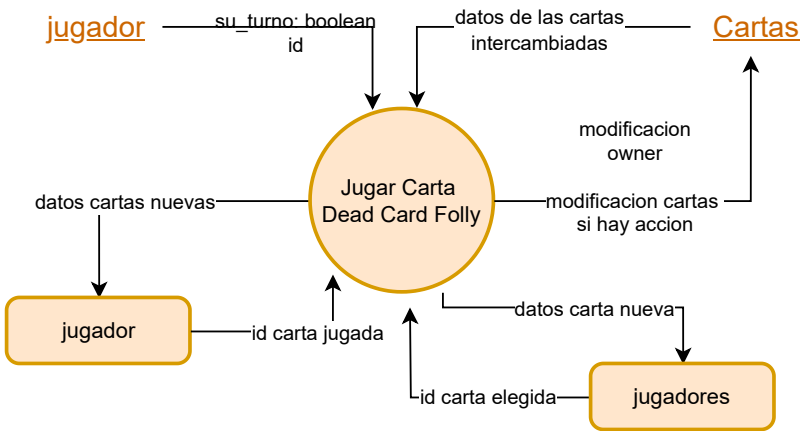 jugador
su_turno: boolean
id
datos de las cartas
intercambiadas
Cartas
modificacion
owner
Jugar Carta
Dead Card Folly
datos cartas nuevas
modificacion cartas
si hay accion
jugador
id carta jugada
datos carta nueva
id carta elegida
jugadores